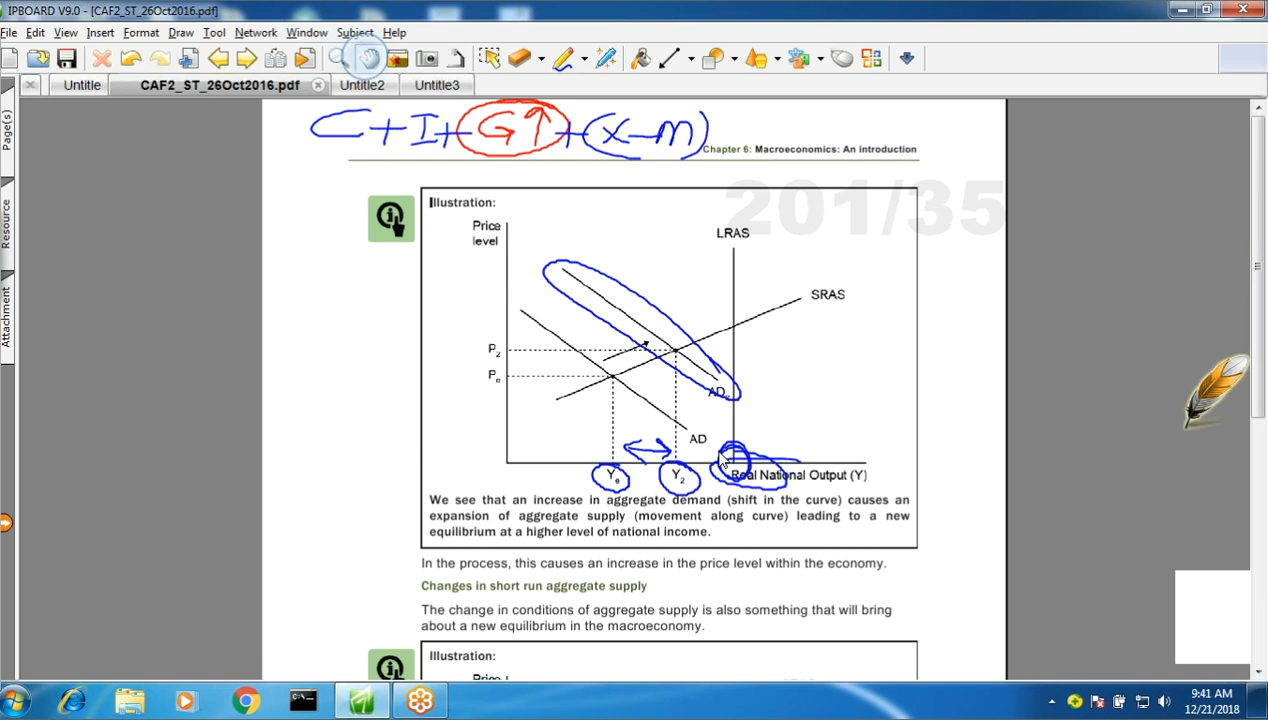 IPBOARD V9.0 - [CAF2_ST_26Oct2016.pdf]
File Edit View Insert Format Draw Tool Network Window Subject Help
Untitle CAF2_ST_26Oct2016.pdf Untitle2 Untitle3
Page(s)
Resource
Attachment
C+I+G↑+(X-M)
Chapter 6: Macroeconomics: An introduction
201/35
Illustration:
Price
level
LRAS
SRAS
P2
Pe
AD
AD
Ye Y2 Real National Output (Y)
We see that an increase in aggregate demand (shift in the curve) causes an
expansion of aggregate supply (movement along curve) leading to a new
equilibrium at a higher level of national income.
In the process, this causes an increase in the price level within the economy.
Changes in short run aggregate supply
The change in conditions of aggregate supply is also something that will bring
about a new equilibrium in the macroeconomy.
Illustration:
9:41 AM
12/21/2018